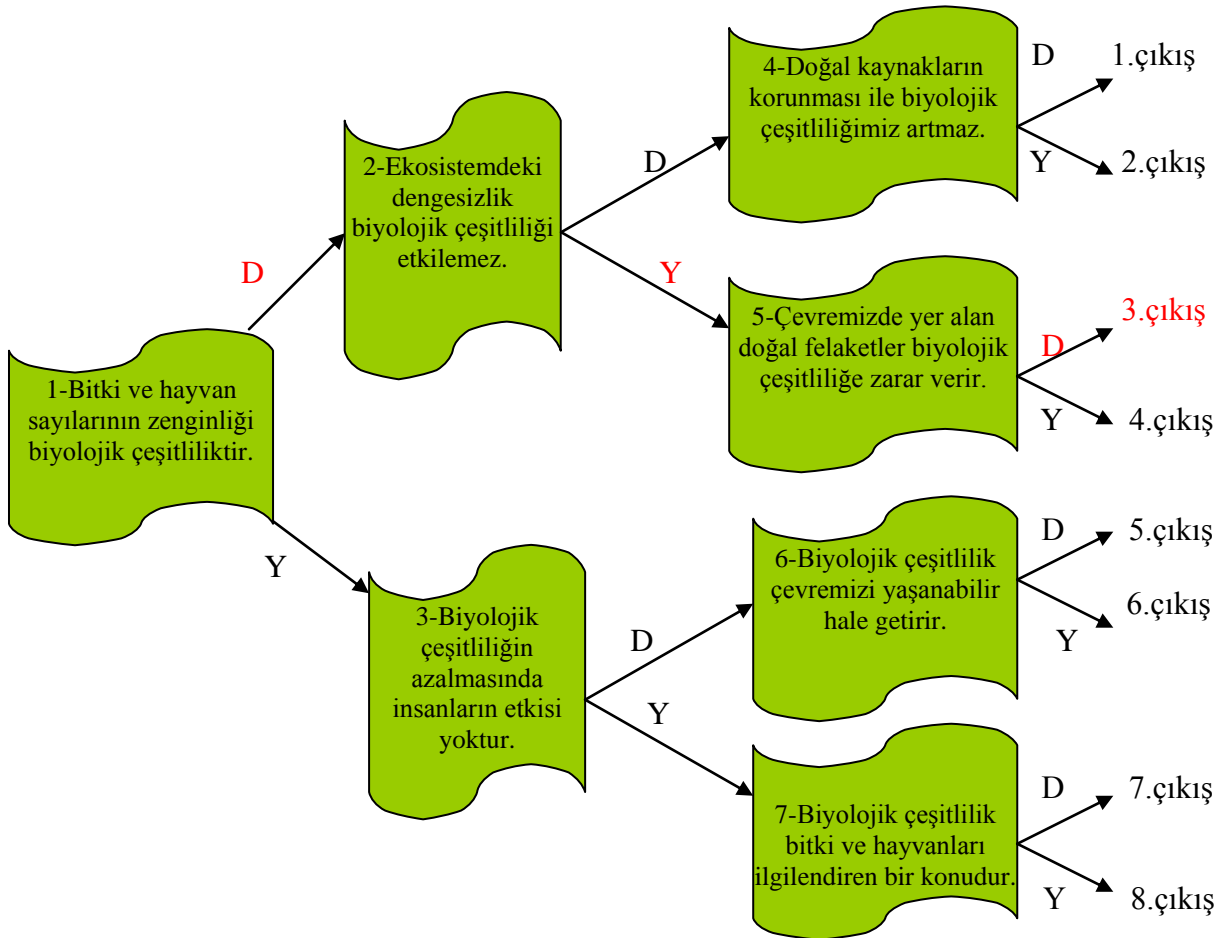 4-Doğal kaynakların
korunması ile biyolojik
çeşitliliğimiz artmaz.
D
1.çıkış
Y
2.çıkış
2-Ekosistemdeki
dengesizlik
biyolojik çeşitliliği
etkilemez.
D
Y
D
5-Çevremizde yer alan
doğal felaketler biyolojik
çeşitliliğe zarar verir.
D
3.çıkış
Y
4.çıkış
1-Bitki ve hayvan
sayılarının zenginliği
biyolojik çeşitliliktir.
Y
6-Biyolojik çeşitlilik
çevremizi yaşanabilir
hale getirir.
D
5.çıkış
Y
6.çıkış
3-Biyolojik
çeşitliliğin
azalmasında
insanların etkisi
yoktur.
D
Y
7-Biyolojik çeşitlilik
bitki ve hayvanları
ilgilendiren bir konudur.
D
7.çıkış
Y
8.çıkış